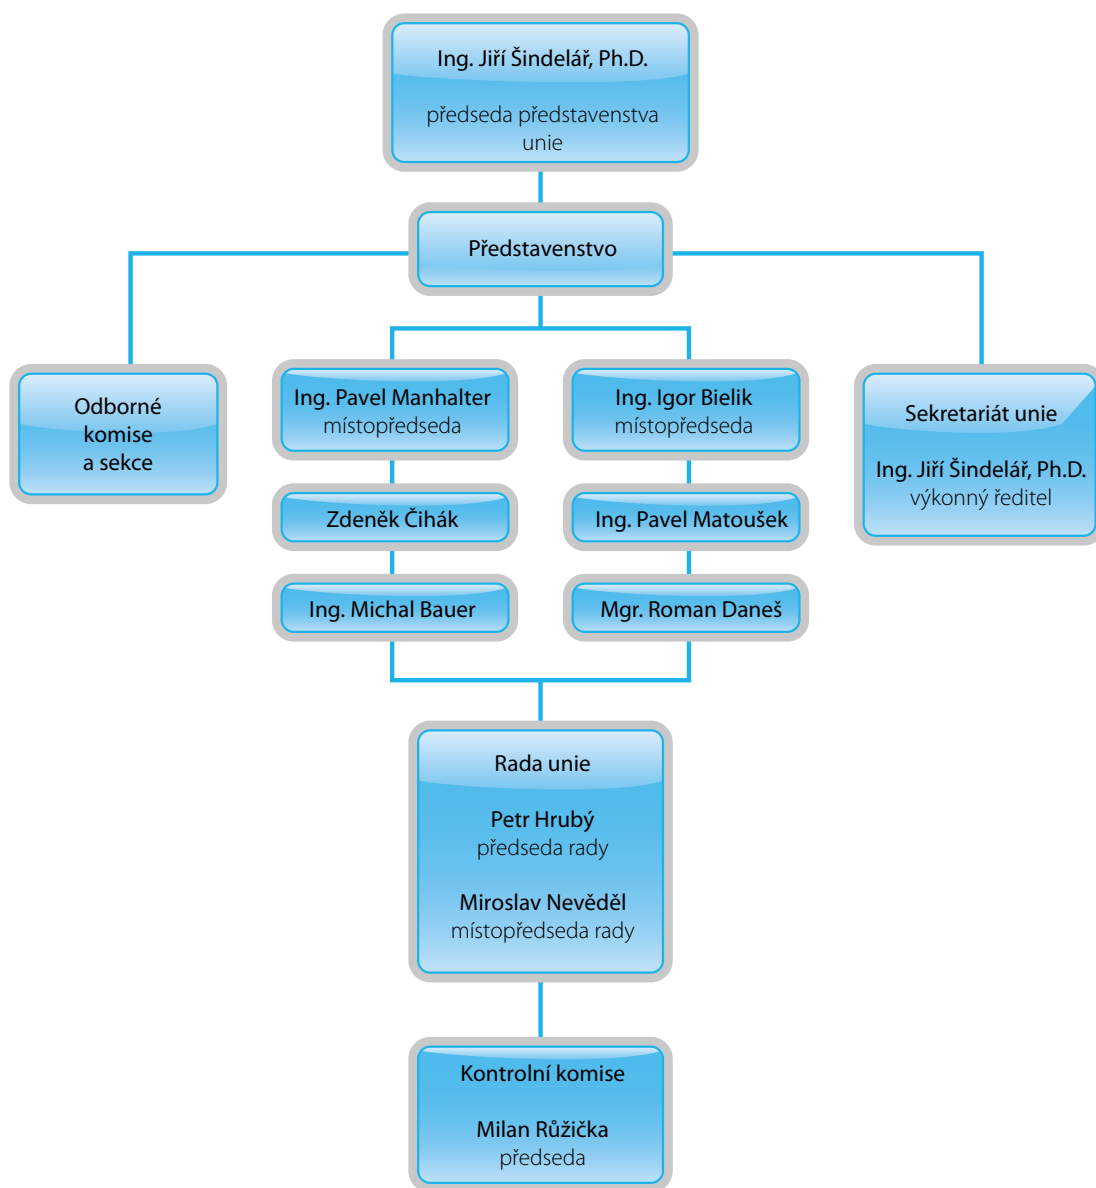 Ing. Jiří Šindelář, Ph.D.
předseda představenstva
unie
Představenstvo
Odborné
komise
a sekce
Ing. Pavel Manhalter
místopředseda
Ing. Igor Bielik
místopředseda
Sekretariát unie
Ing. Jiří Šindelář, Ph.D.
výkonný ředitel
Zdeněk Čihák
Ing. Pavel Matoušek
Ing. Michal Bauer
Mgr. Roman Daneš
Rada unie
Petr Hrubý
předseda rady
Miroslav Nevěděl
místopředseda rady
Kontrolní komise
Milan Růžička
předseda